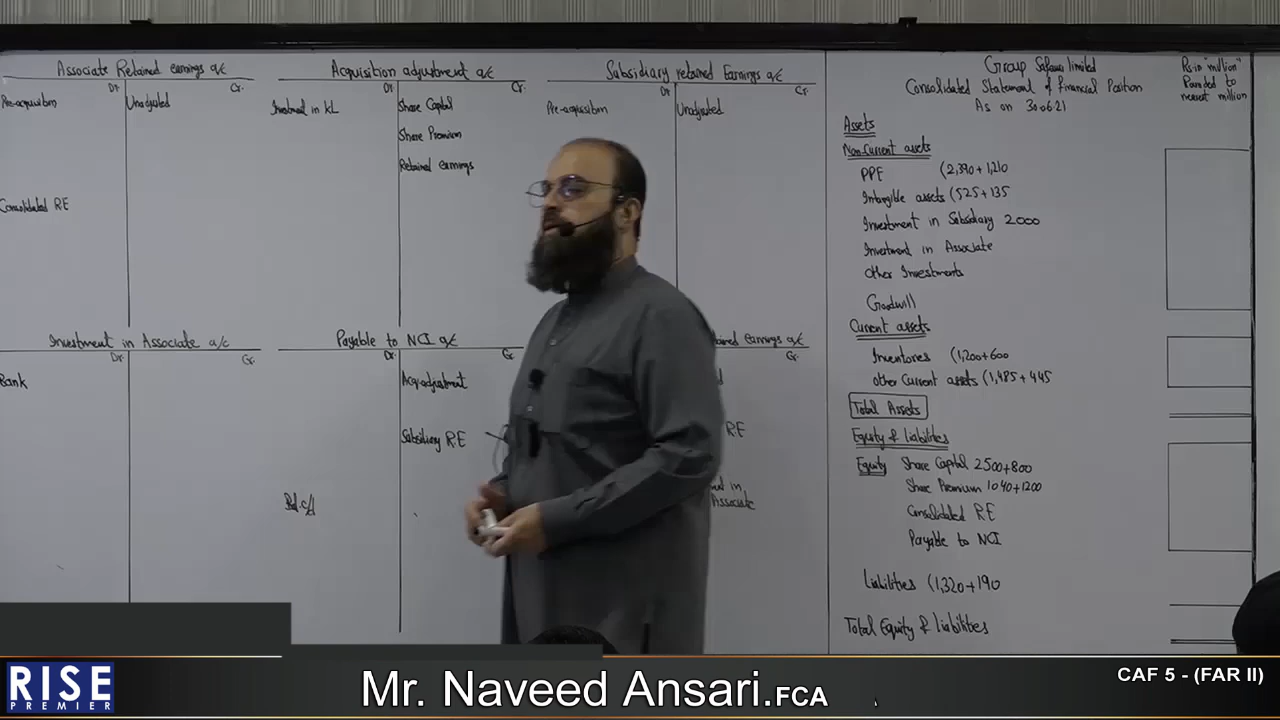 Associate Retained earnings a/c
Dr. Cr.
Pre-acquisition Unadjusted
Consolidated RE
Acquisition adjustment a/c
Dr. Cr.
Investment in KL Share Capital
Share Premium
Retained earnings
Subsidiary retained Earnings a/c
Dr. Cr.
Pre-acquisition Unadjusted
Investment in Associate a/c
Dr. Cr.
Bank
Payable to NCI a/c
Dr. Cr.
Acq-adjustment
Subsidiary R.E
Bal c/d
earnings a/c
Cr.
RE
in
Associate
Group limited
Consolidated Statement of Financial Position
As on 30.06.21
Rs-in "million"
Rounded to
nearest million
Assets
Non-Current assets
PPE (2,390 + 1,210
Intangible assets (525 + 135
Investment in Subsidiary 2,000
Investment in Associate
Other Investments
Goodwill
Current assets
Inventories (1,200+600
other Current assets (1,485 + 445
Total Assets
Equity & liabilities
Equity Share Capital 2500+800
Share Premium 1040+1200
Consolidated RE
Payable to NCI
Liabilities (1,320 + 190
Total Equity & liabilities
RISE
PREMIER
Mr. Naveed Ansari.FCA
CAF 5 - (FAR II)